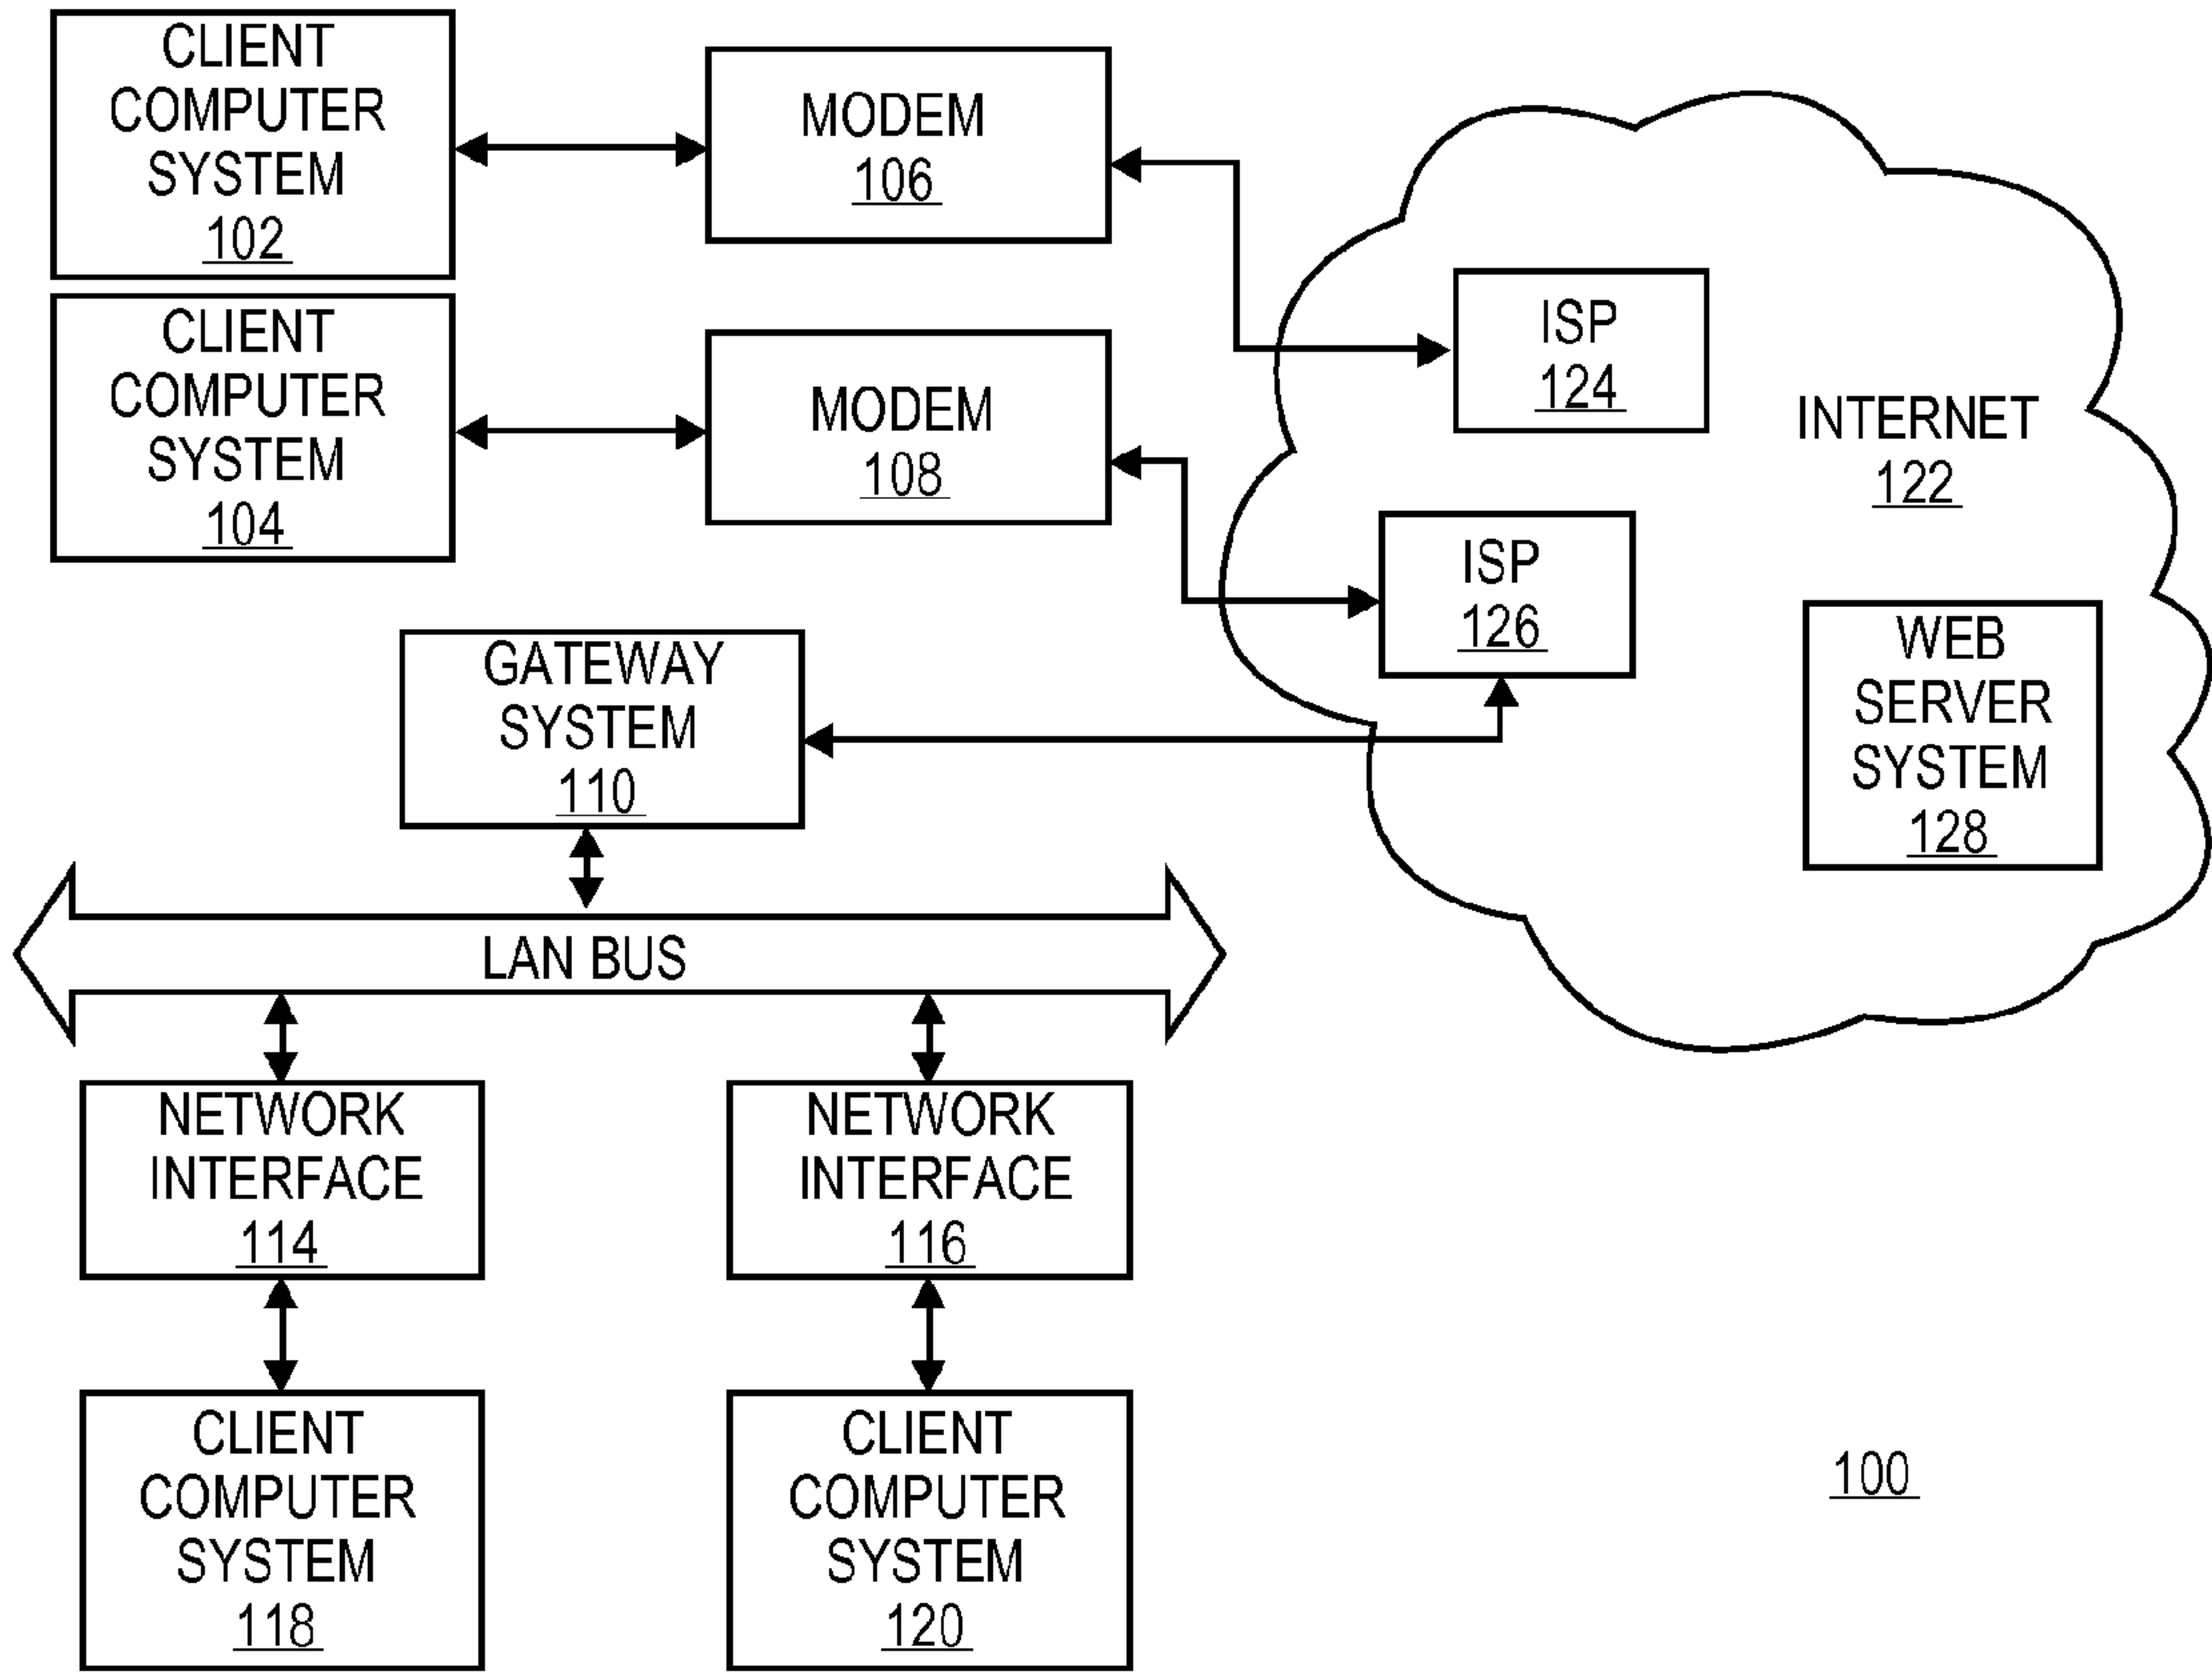 CLIENT
COMPUTER
SYSTEM
102
MODEM
106
CLIENT
COMPUTER
SYSTEM
104
MODEM
108
ISP
124
INTERNET
122
ISP
126
WEB
SERVER
SYSTEM
128
GATEWAY
SYSTEM
110
LAN BUS
NETWORK
INTERFACE
114
NETWORK
INTERFACE
116
CLIENT
COMPUTER
SYSTEM
118
CLIENT
COMPUTER
SYSTEM
120
100